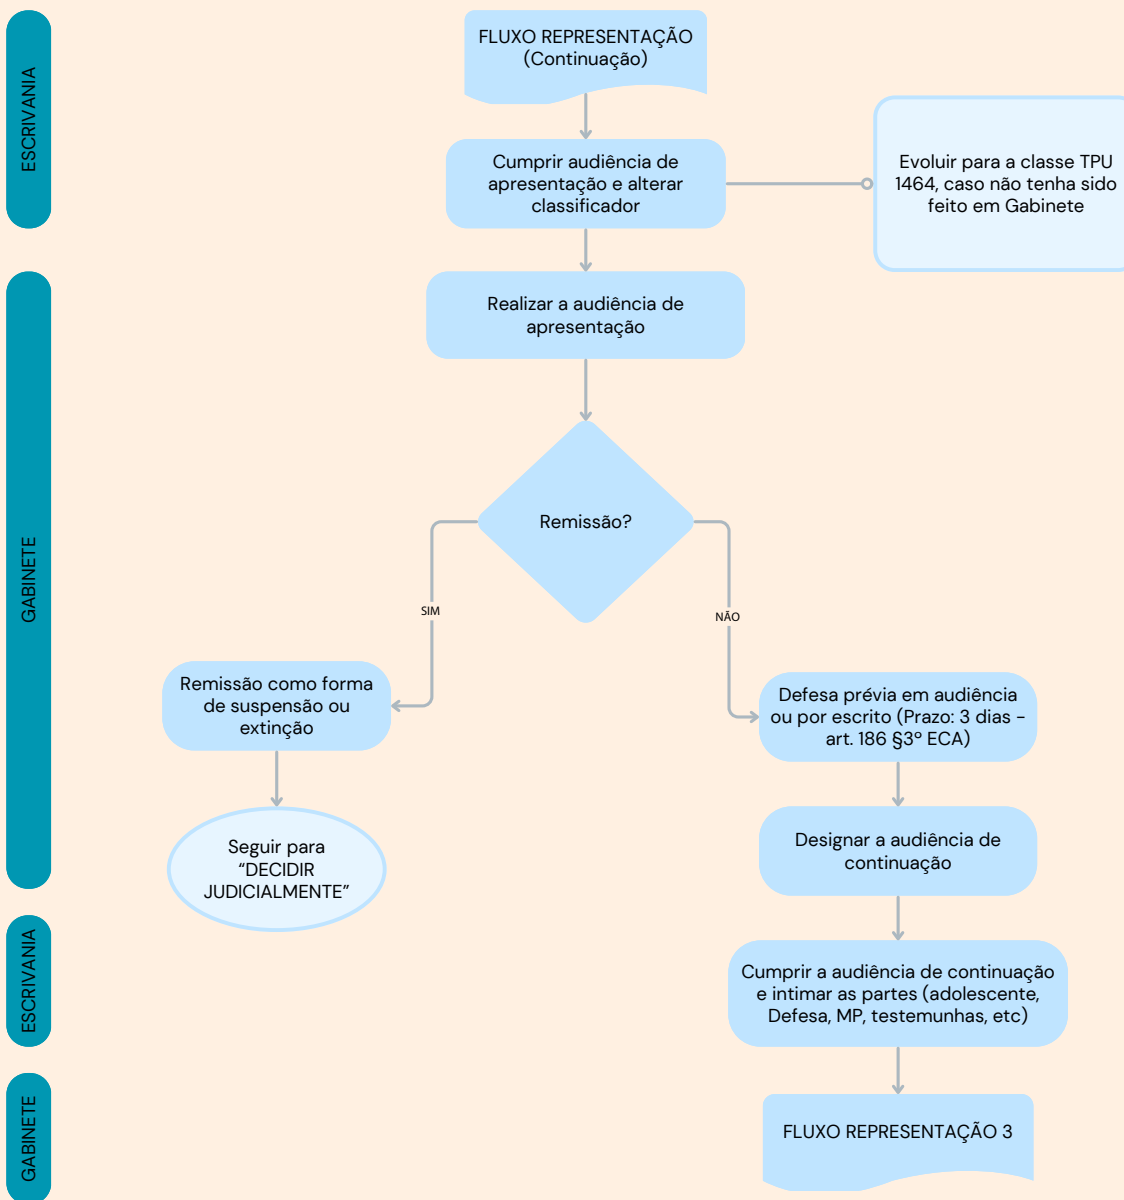 ESCRIVANIA
FLUXO REPRESENTAÇÃO
(Continuação)
Cumprir audiência de
apresentação e alterar
classificador
Evoluir para a classe TPU
1464, caso não tenha sido
feito em Gabinete
GABINETE
Realizar a audiência de
apresentação
Remissão?
SIM
NÃO
Remissão como forma
de suspensão ou
extinção
Defesa prévia em audiência
ou por escrito (Prazo: 3 dias -
art. 186 §3º ECA)
Seguir para
“DECIDIR
JUDICIALMENTE”
Designar a audiência de
continuação
ESCRIVANIA
Cumprir a audiência de continuação
e intimar as partes (adolescente,
Defesa, MP, testemunhas, etc)
GABINETE
FLUXO REPRESENTAÇÃO 3